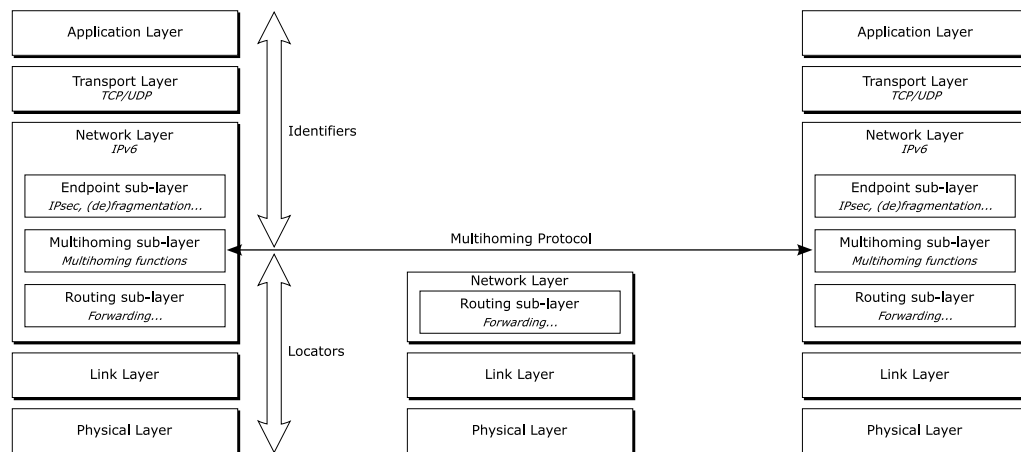 Application Layer
Transport Layer
TCP/UDP
Network Layer
IPv6
Endpoint sub-layer
IPsec, (de)fragmentation...
Multihoming sub-layer
Multihoming functions
Routing sub-layer
Forwarding...
Link Layer
Physical Layer
Identifiers
Locators
Multihoming Protocol
Network Layer
Routing sub-layer
Forwarding...
Link Layer
Physical Layer
Application Layer
Transport Layer
TCP/UDP
Network Layer
IPv6
Endpoint sub-layer
IPsec, (de)fragmentation...
Multihoming sub-layer
Multihoming functions
Routing sub-layer
Forwarding...
Link Layer
Physical Layer